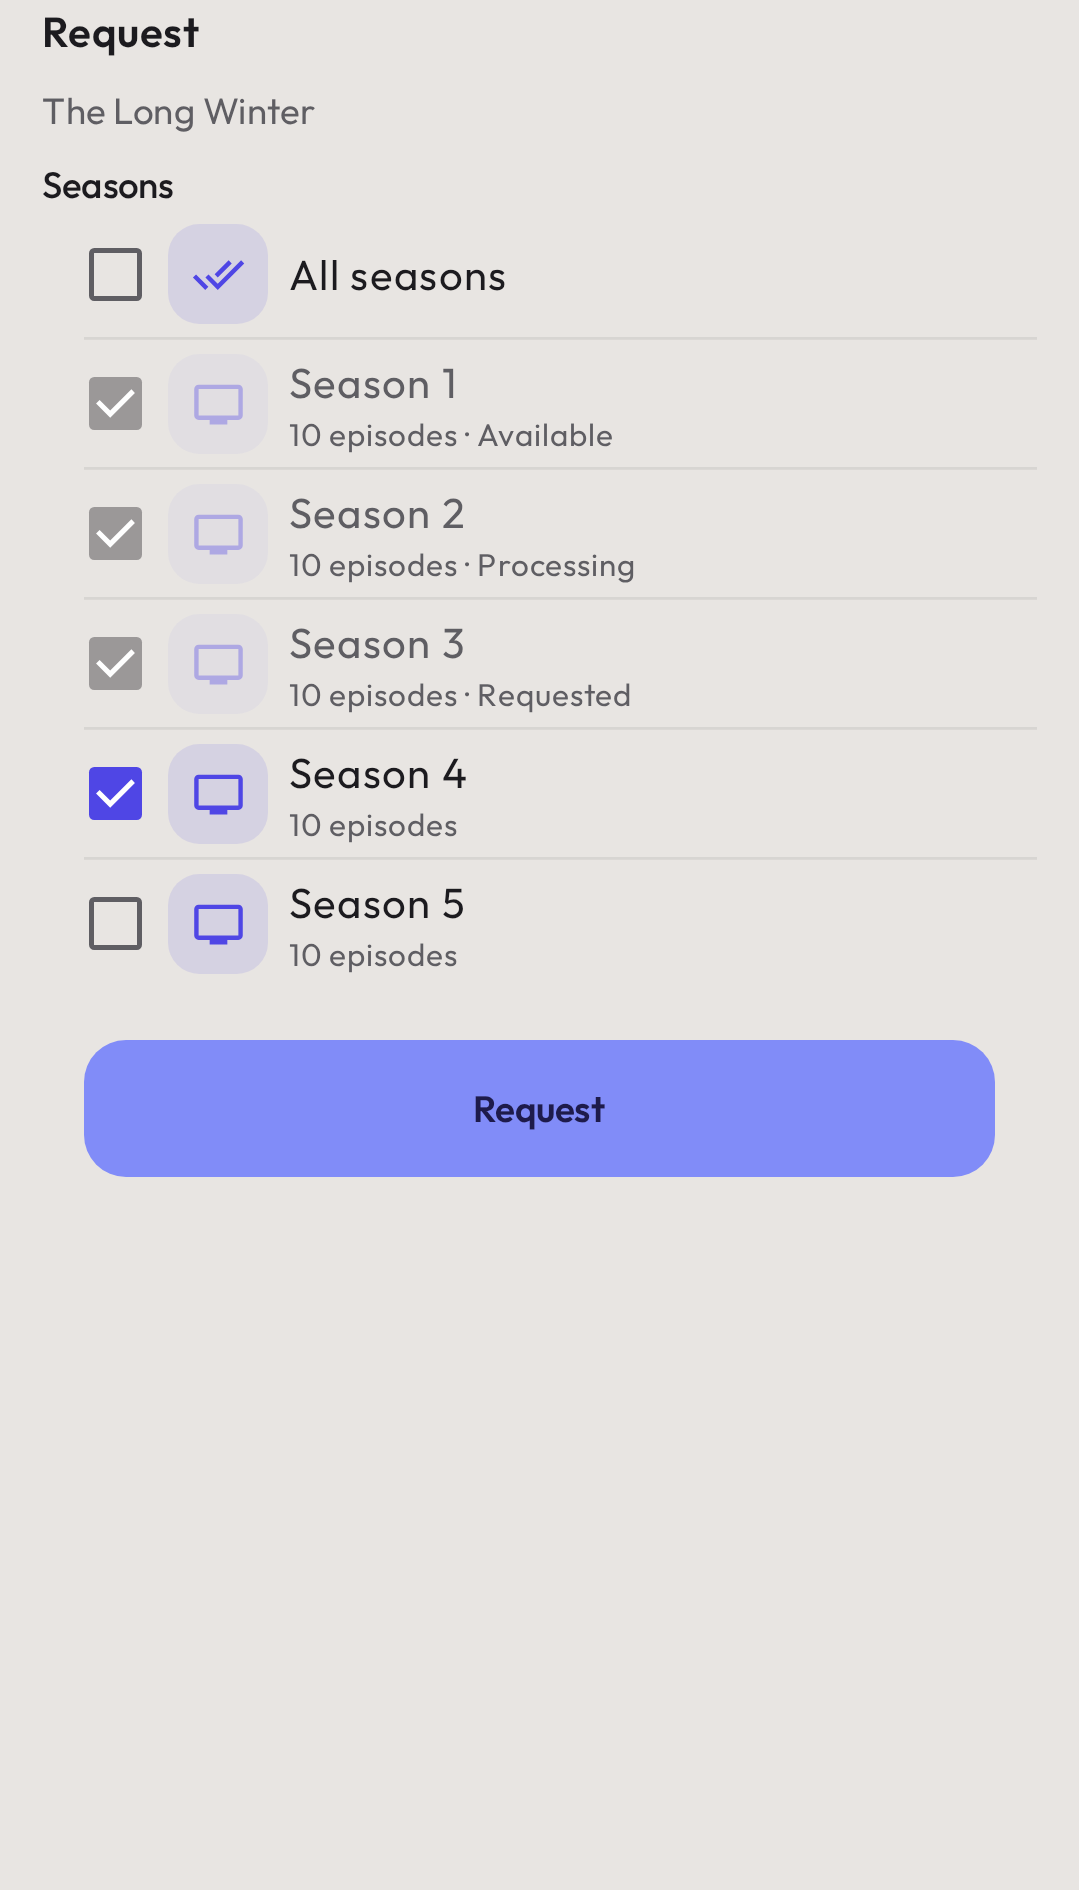 Request
The Long Winter
Seasons
All seasons
Season 1
10 episodes · Available
Season 2
10 episodes · Processing
Season 3
10 episodes · Requested
Season 4
10 episodes
Season 5
10 episodes
Request